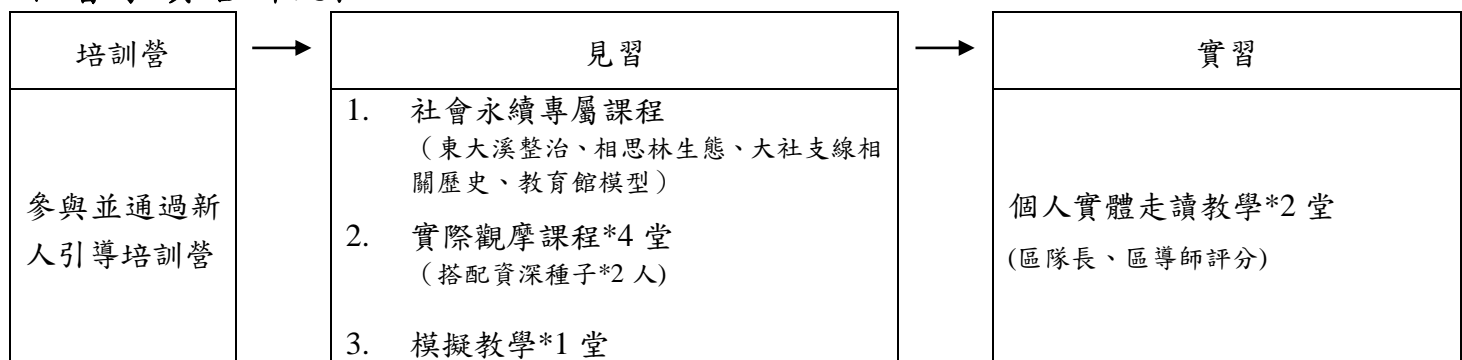 培訓營
參與並通過新
人引導培訓營
見習
1. 社會永續專屬課程
（東大溪整治、相思林生態、大社支線相
關歷史、教育館模型）
2. 實際觀摩課程*4 堂
（搭配資深種子*2 人)
3. 模擬教學*1 堂
實習
個人實體走讀教學*2 堂
(區隊長、區導師評分)